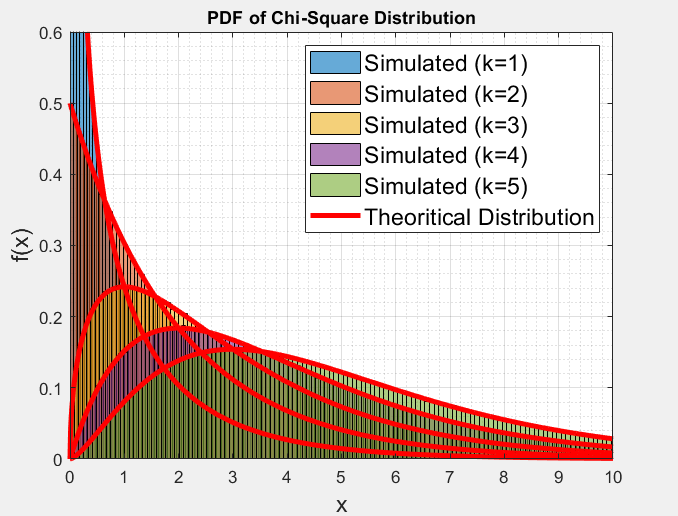 PDF of Chi-Square Distribution
0.6
0.5
0.4
0.3
0.2
0.1
0
f(x)
Simulated (k=1)
Simulated (k=2)
Simulated (k=3)
Simulated (k=4)
Simulated (k=5)
Theoritical Distribution
0 1 2 3 4 5 6 7 8 9 10
x